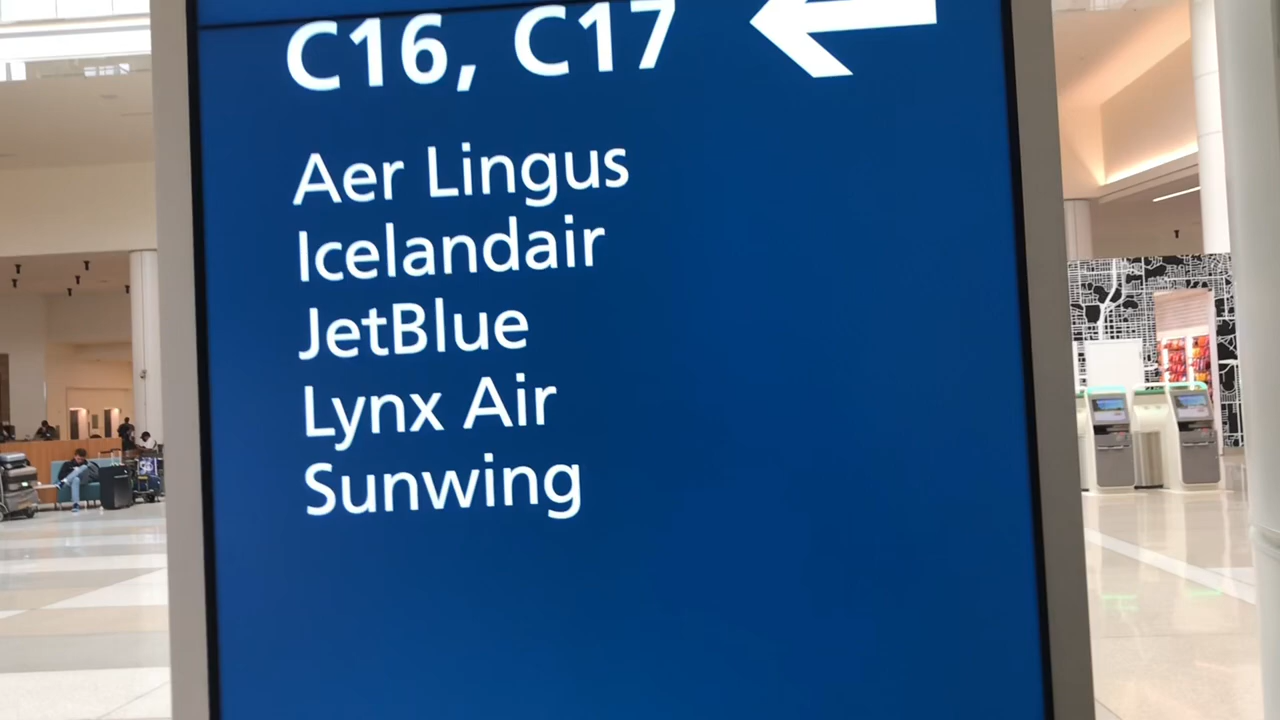 C16, C17
Aer Lingus
Icelandair
JetBlue
Lynx Air
Sunwing